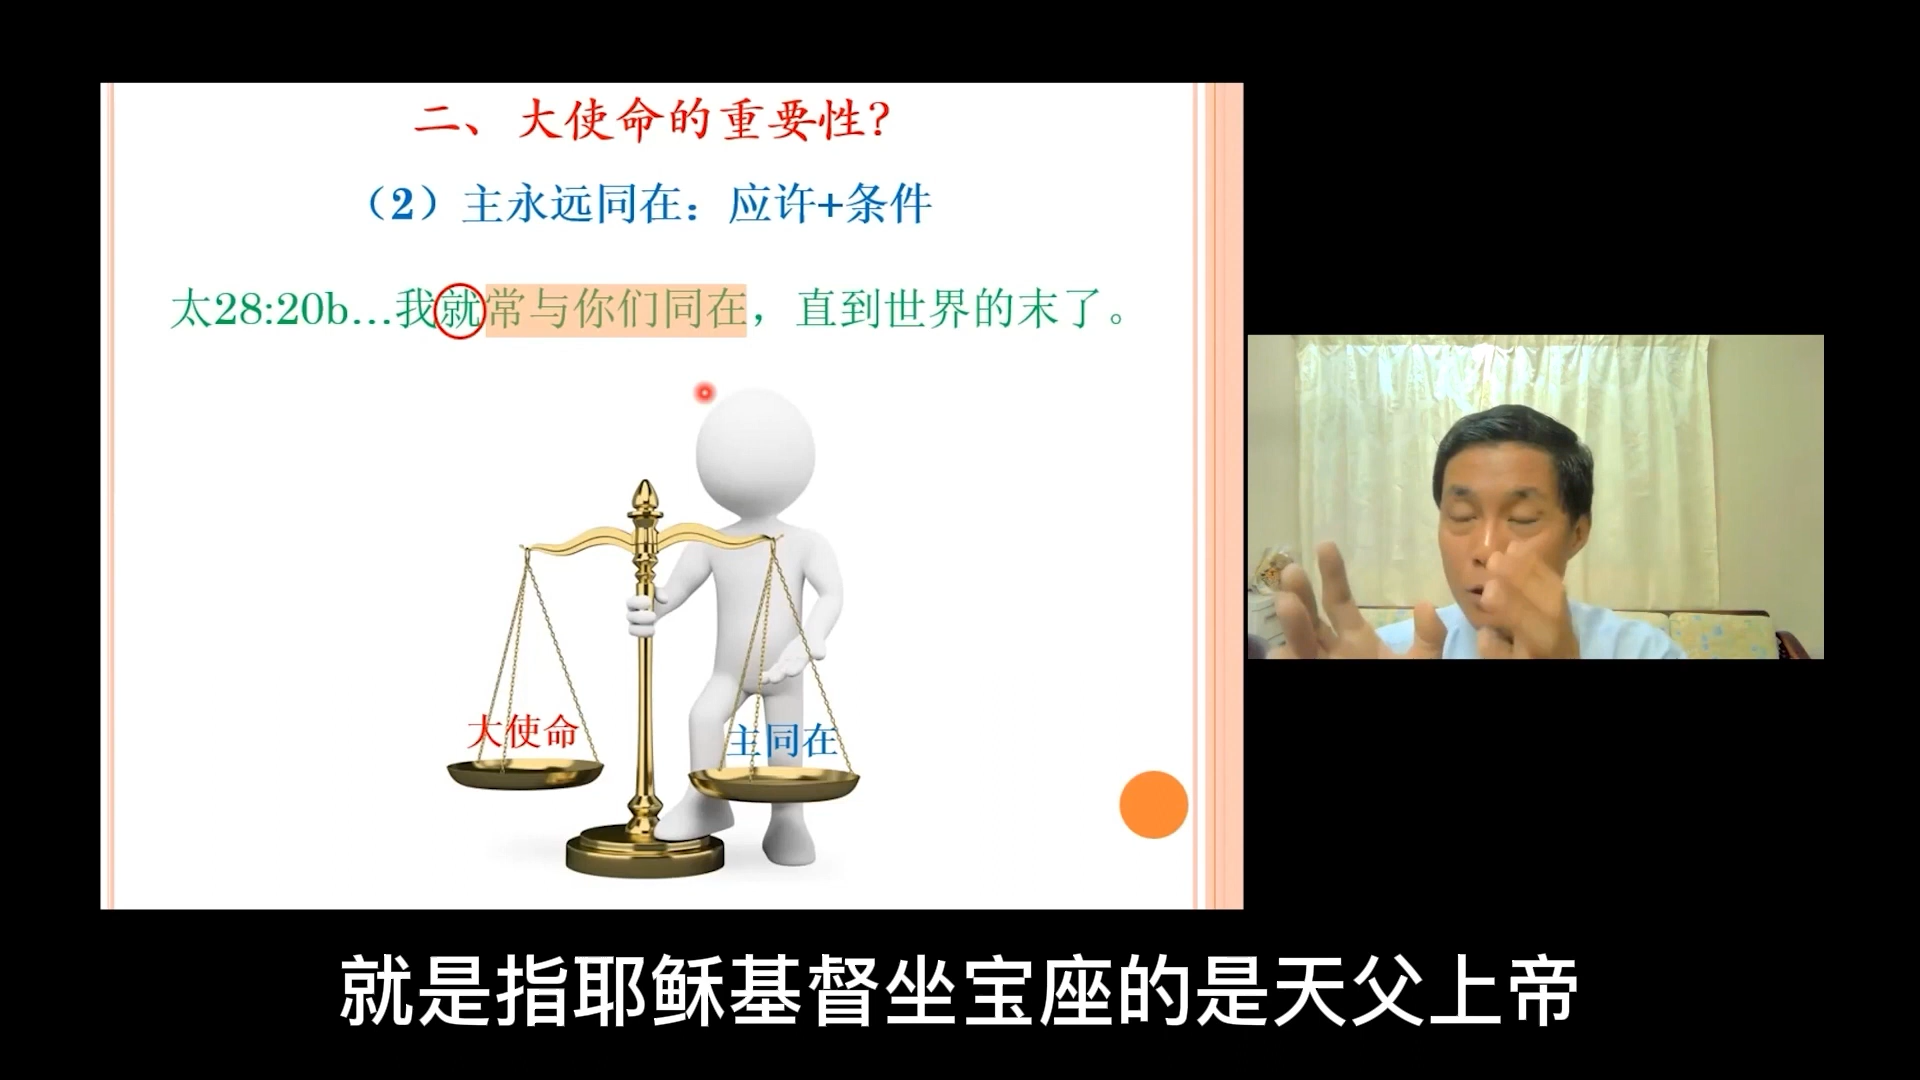 二、大使命的重要性?
（2）主永远同在：应许+条件
太28:20b…我就常与你们同在，直到世界的末了。
大使命
主同在
就是指耶稣基督坐宝座的是天父上帝